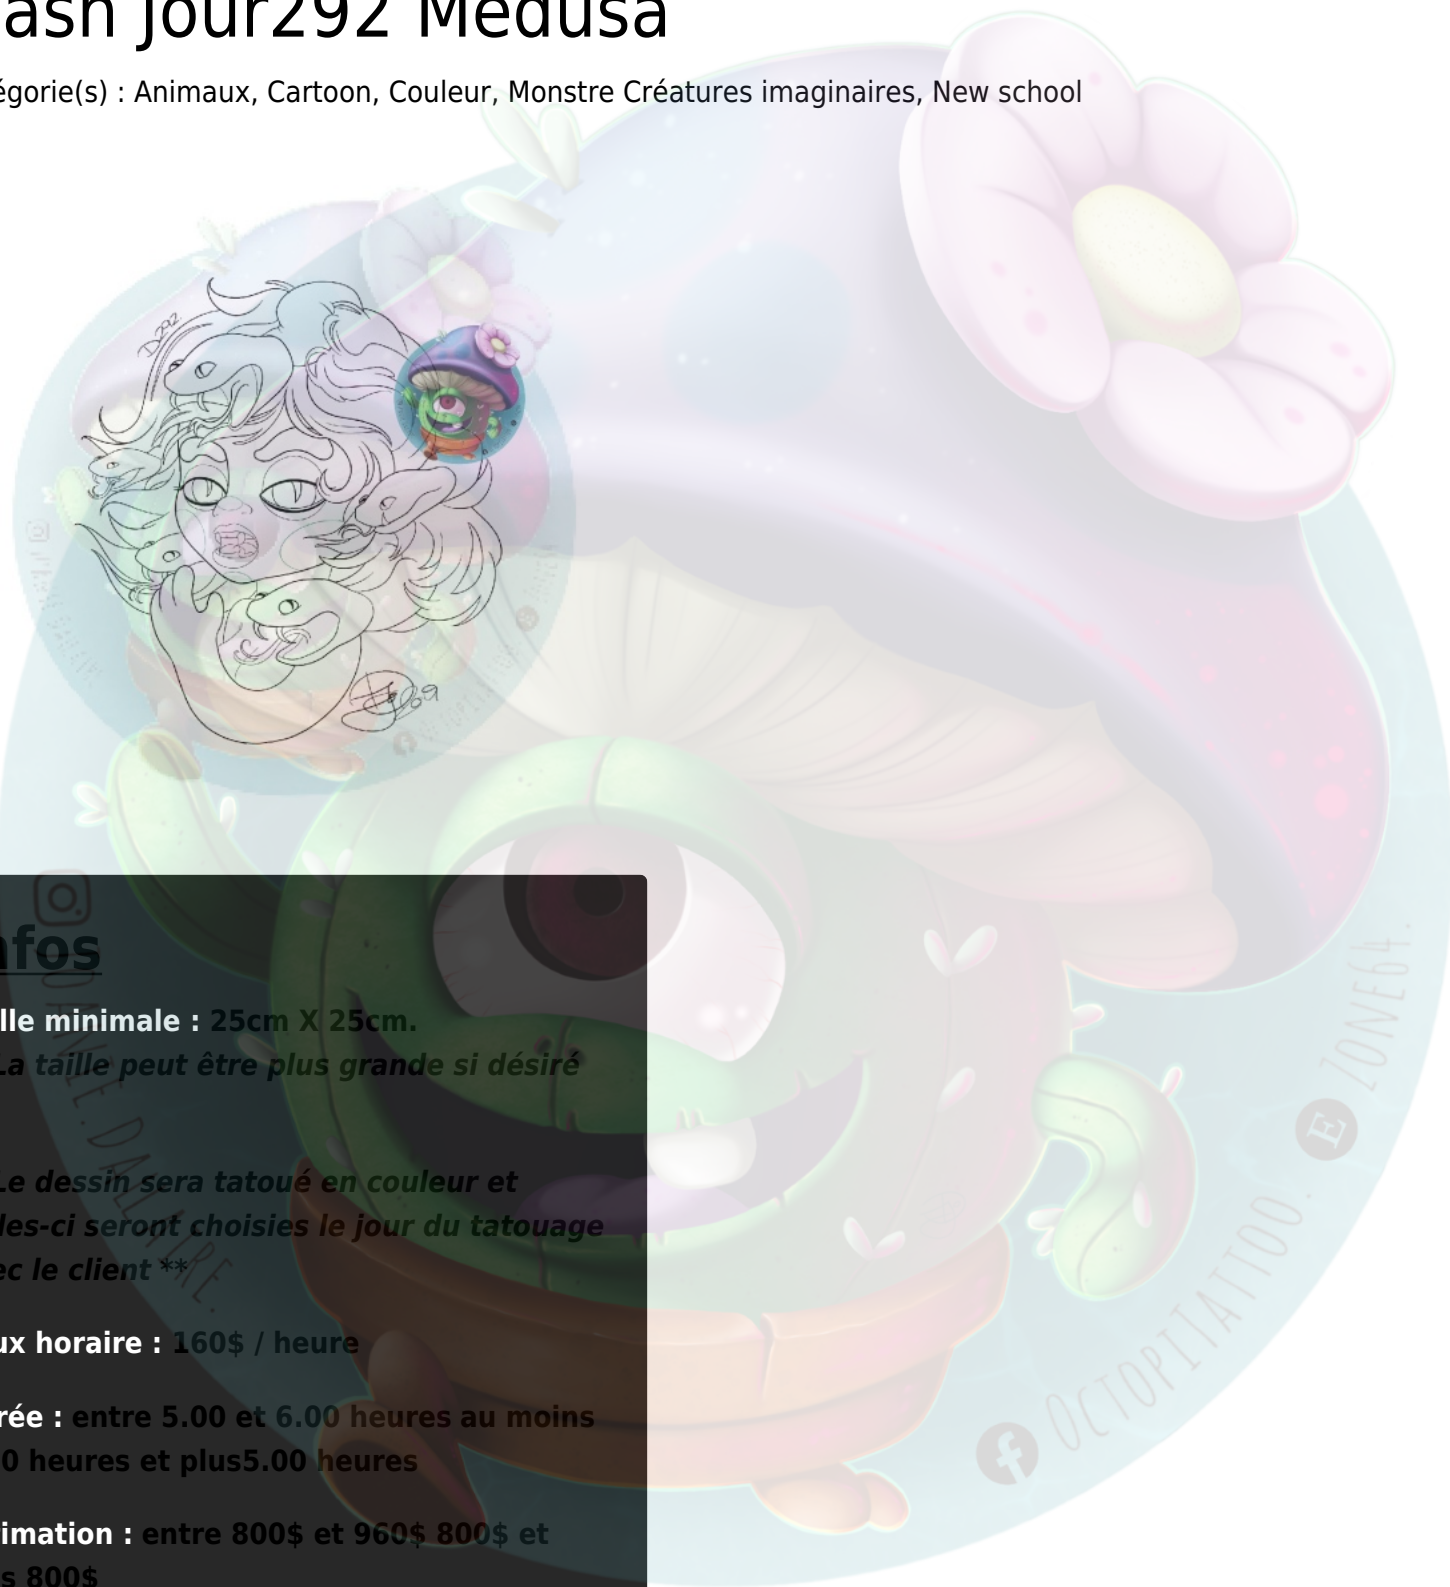 ash Jour292 Medusa
égorie(s) : Animaux, Cartoon, Couleur, Monstre Créatures imaginaires, New school
D292
nfos
lle minimale : 25cm X 25cm.
La taille peut être plus grande si désiré
Le dessin sera tatoué en couleur et
les-ci seront choisies le jour du tatouage
ec le client **
ux horaire : 160$ / heure
rée : entre 5.00 et 6.00 heures au moins
0 heures et plus5.00 heures
imation : entre 800$ et 960$ 800$ et
s 800$
OCTOPITATTOO.
ZONE64.